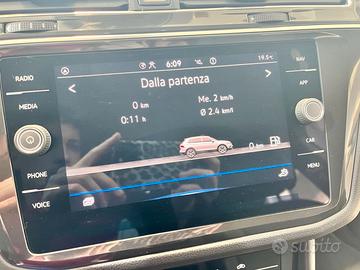 RADIO
MEDIA
PHONE
VOICE
NAV
APP
CAR
MENU
6:09
19.5°
Dalla partenza
0 km
0:11 h
Me. 2 km/h
Ø 2.4 km/h
0 km
Subito